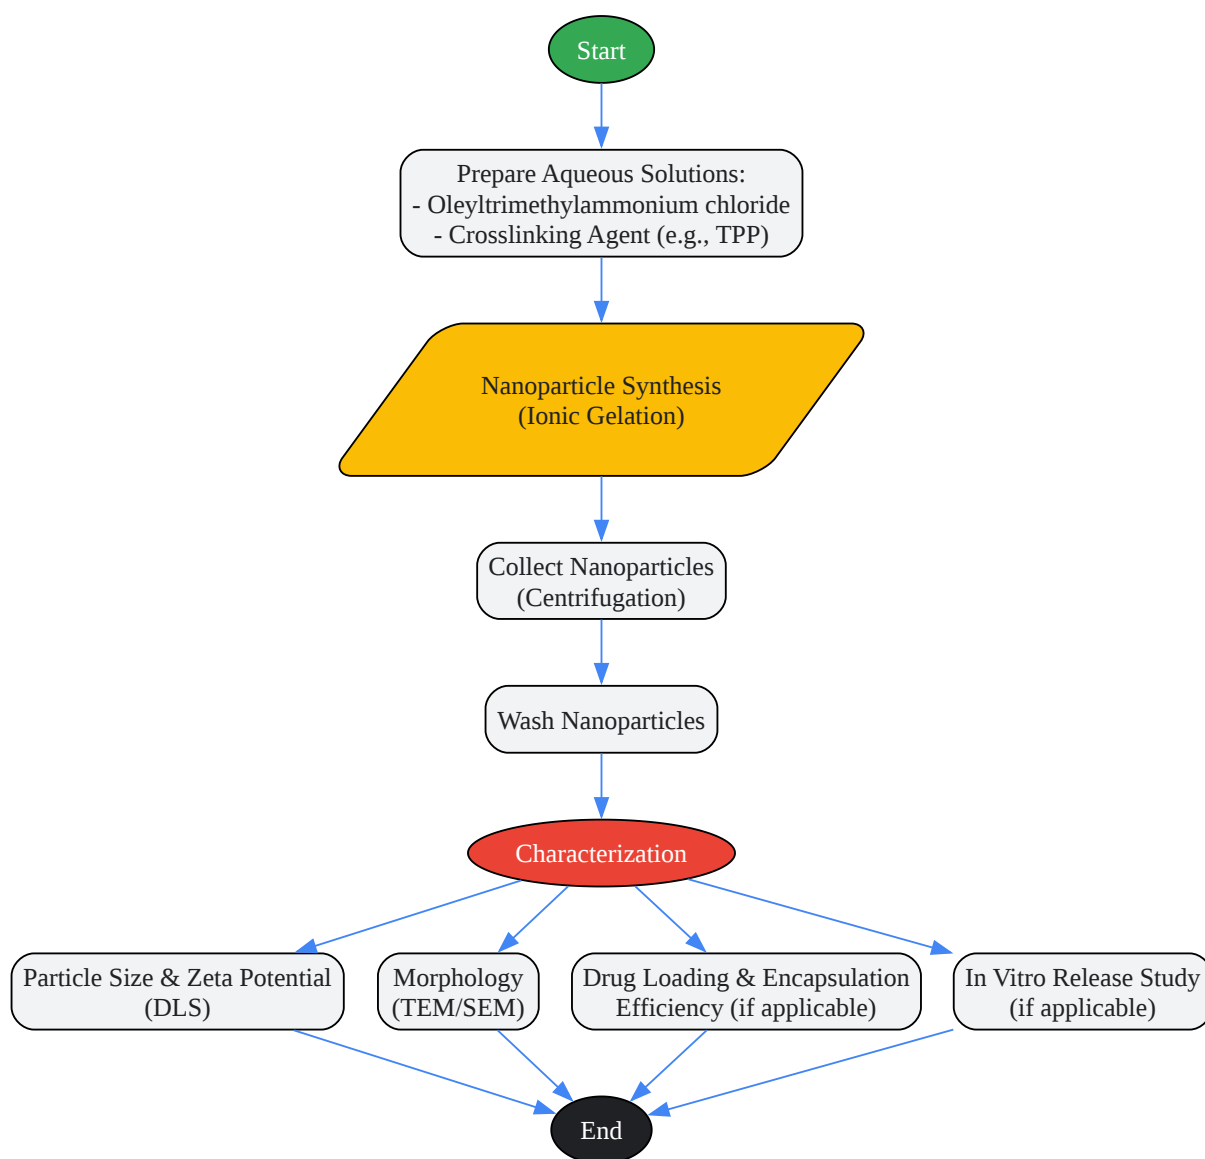 Start
Prepare Aqueous Solutions:
- Oleyltrimethylammonium chloride
- Crosslinking Agent (e.g., TPP)
Nanoparticle Synthesis
(Ionic Gelation)
Collect Nanoparticles
(Centrifugation)
Wash Nanoparticles
Characterization
Particle Size & Zeta Potential
(DLS)
Morphology
(TEM/SEM)
Drug Loading & Encapsulation
Efficiency (if applicable)
In Vitro Release Study
(if applicable)
End